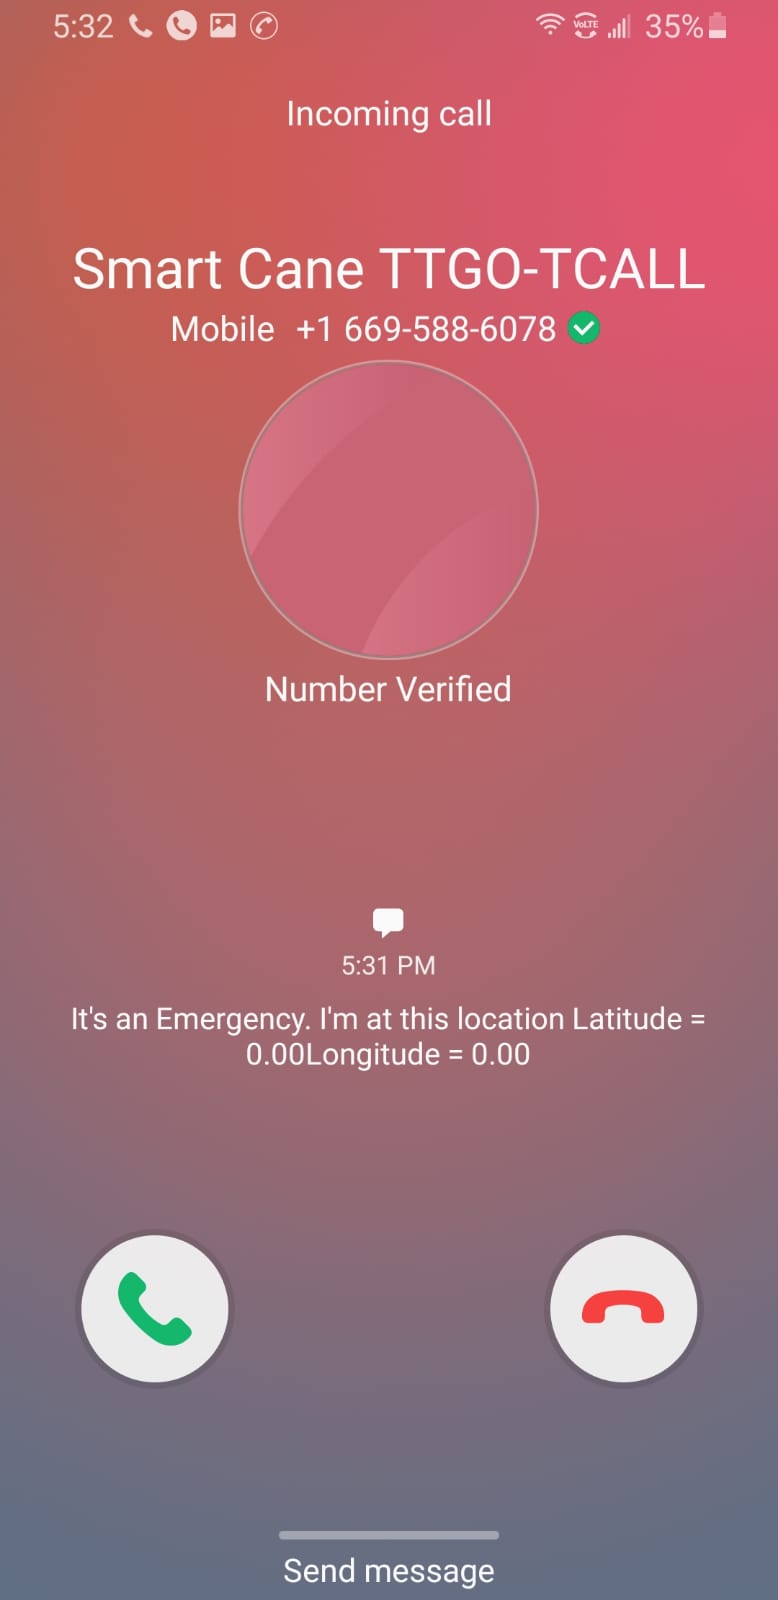 5:32 VoLTE 35%
Incoming call
Smart Cane TTGO-TCALL
Mobile +1 669-588-6078
Number Verified
5:31 PM
It's an Emergency. I'm at this location Latitude =
0.00Longitude = 0.00
Send message